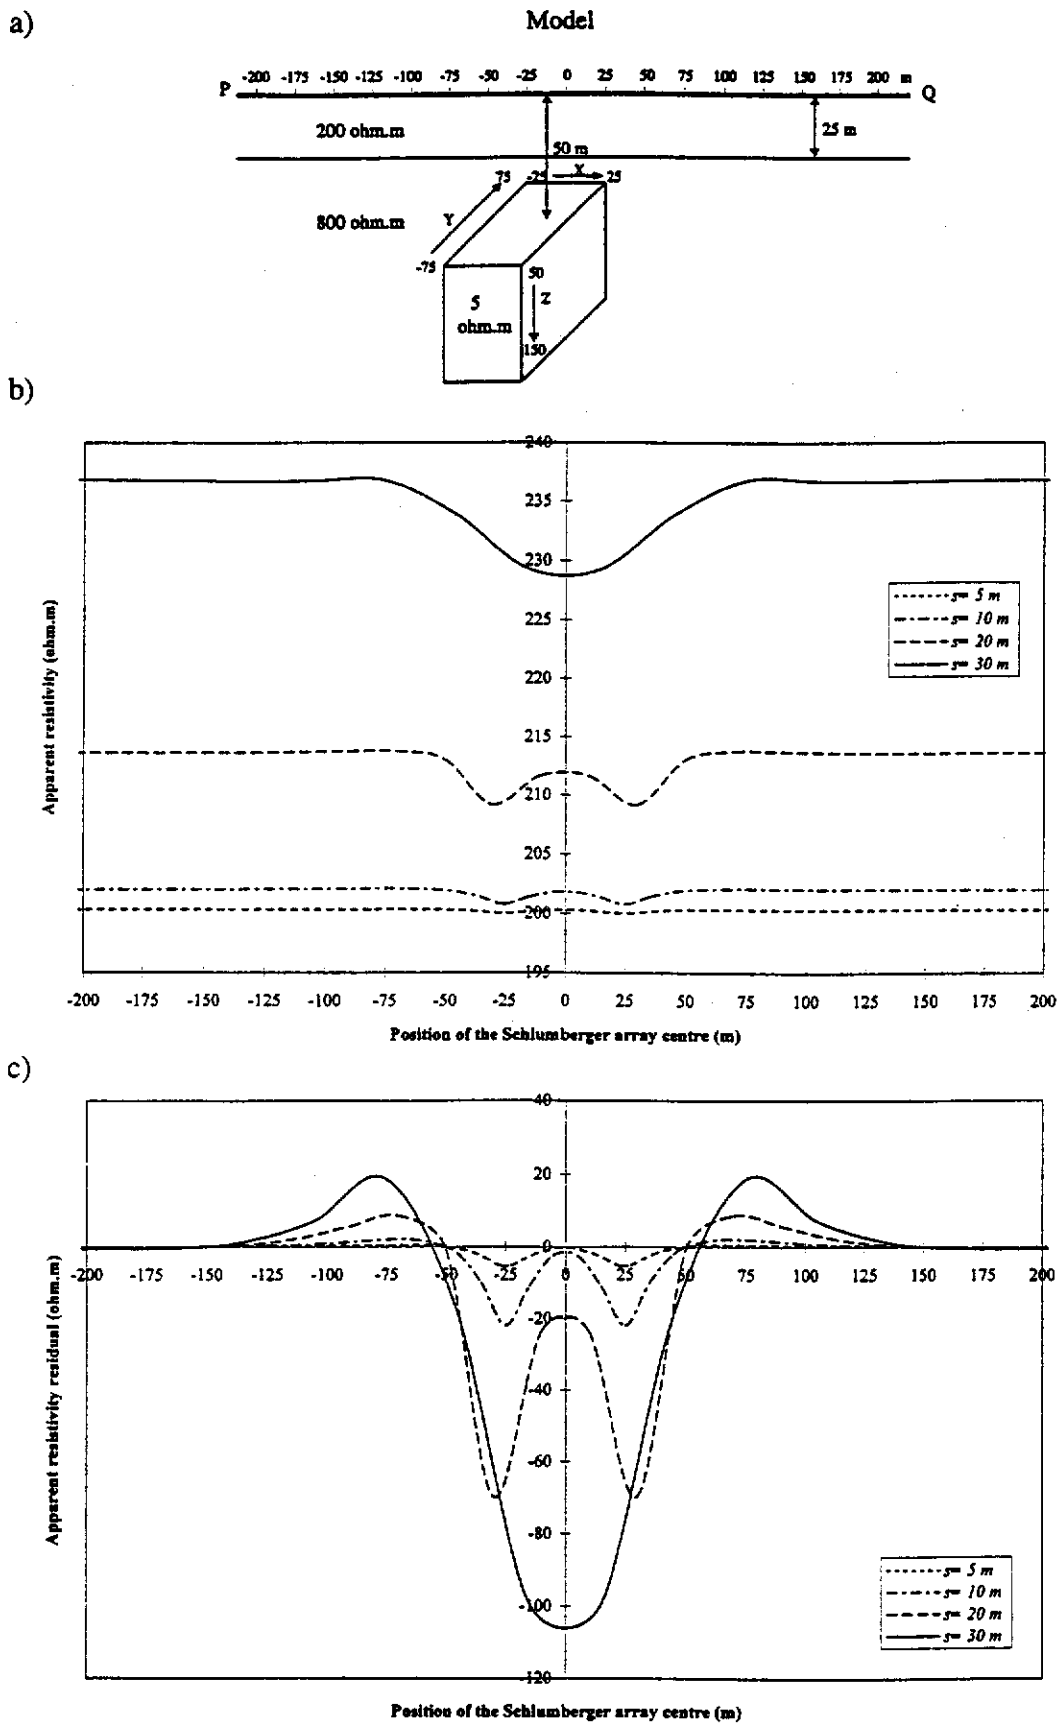 a)
Model
-200 -175 -150 -125 -100 -75 -50 -25 0 25 50 75 100 125 150 175 200 m
P
Q
200 ohm.m
25 m
50 m
75 -25 X 25
800 ohm.m
Y
-75
50
5
ohm.m
Z
150
b)
240
235
230
225
220
215
210
205
200
195
Apparent resistivity (ohm.m)
s= 5 m
s= 10 m
s= 20 m
s= 30 m
-200 -175 -150 -125 -100 -75 -50 -25 0 25 50 75 100 125 150 175 200
Position of the Schlumberger array centre (m)
c)
40
20
0
-200 -175 -150 -125 -100 -75 -50 -25 0 25 50 75 100 125 150 175 200
-20
-40
-60
-80
-100
-120
Apparent resistivity residual (ohm.m)
s= 5 m
s= 10 m
s= 20 m
s= 30 m
Position of the Schlumberger array centre (m)